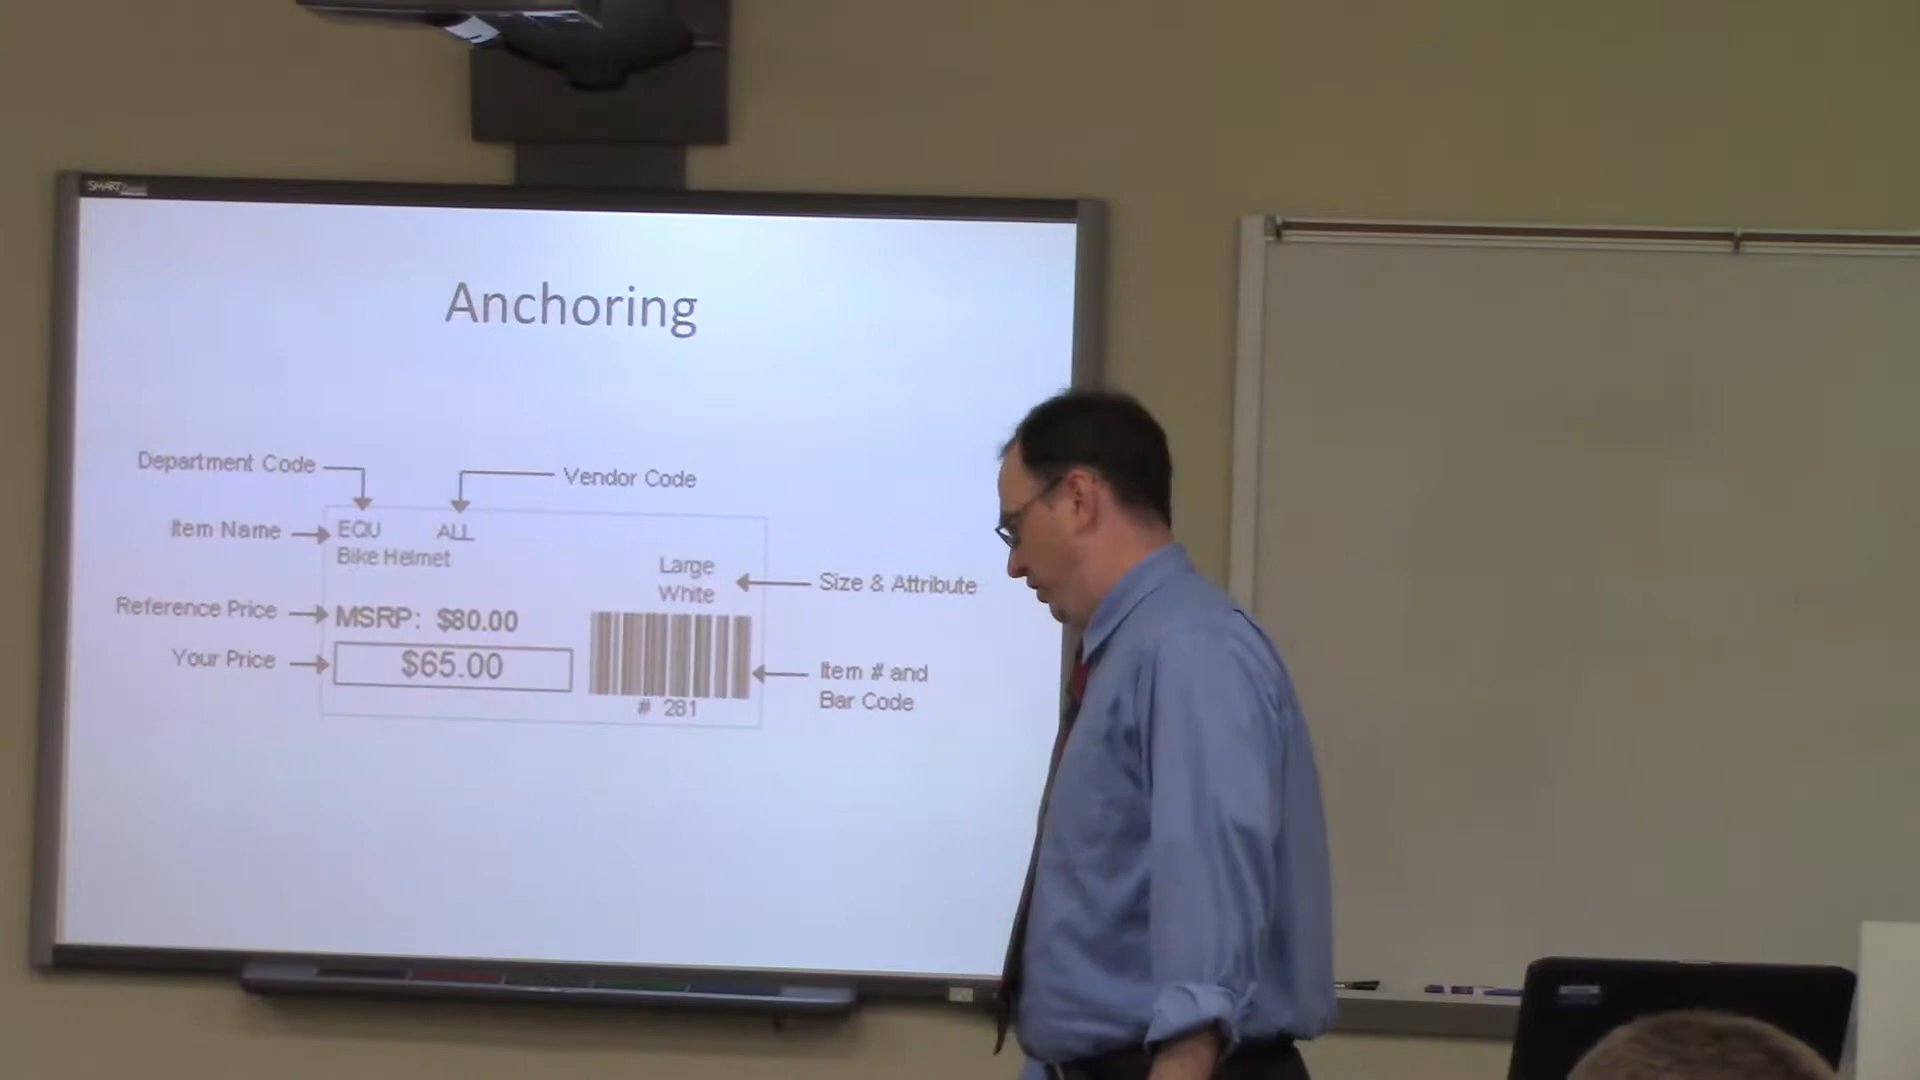 SMART
Anchoring
Department Code
Vendor Code
Item Name
EQU ALL
Bike Helmet
Large
White
Size & Attribute
Reference Price
MSRP: $80.00
Your Price
$65.00
Item # and
Bar Code
# 281